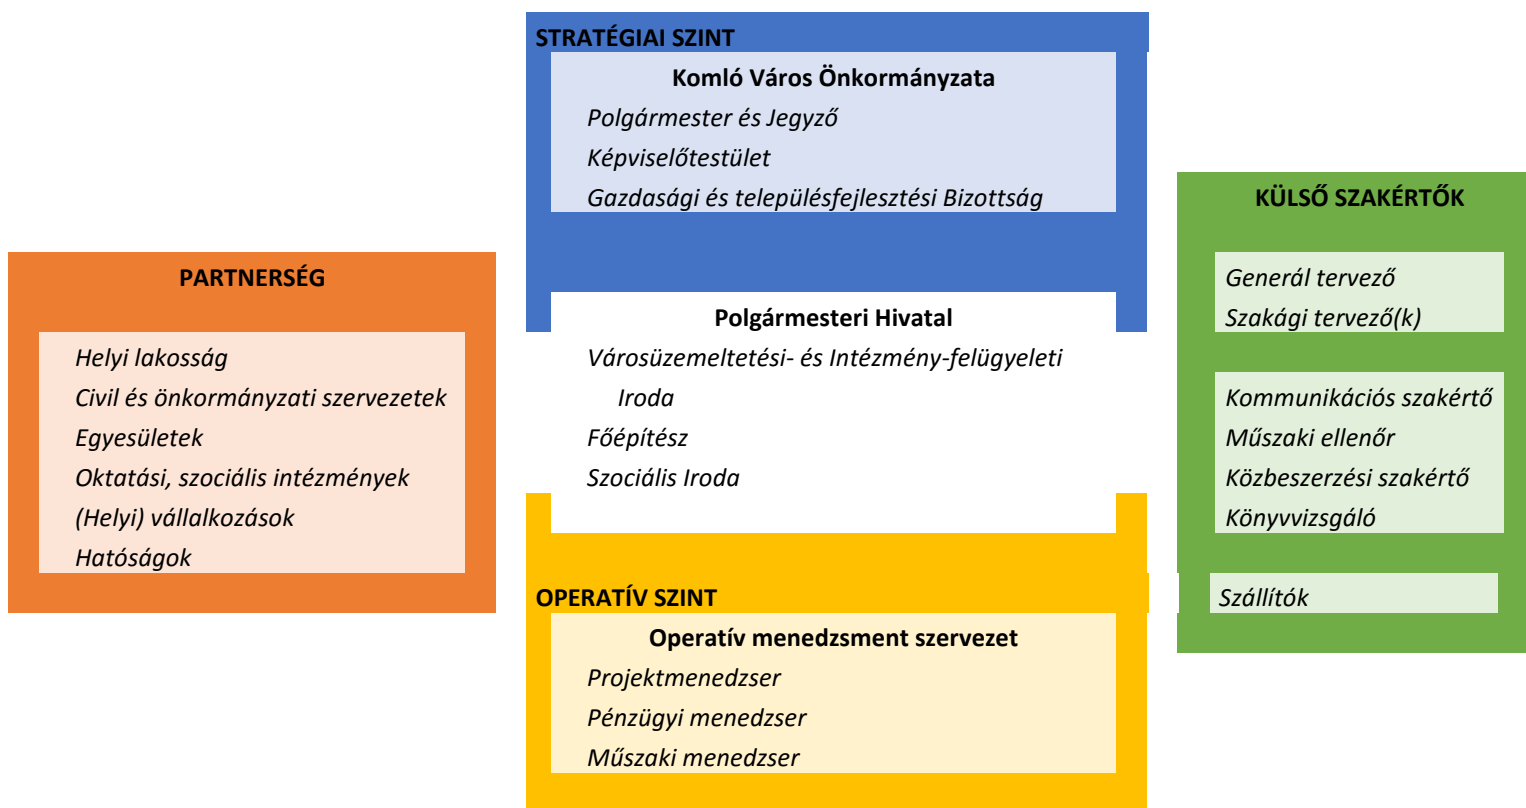 STRATÉGIAI SZINT
Komló Város Önkormányzata
Polgármester és Jegyző
Képviselőtestület
Gazdasági és településfejlesztési Bizottság
PARTNERSÉG
Helyi lakosság
Civil és önkormányzati szervezetek
Egyesületek
Oktatási, szociális intézmények
(Helyi) vállalkozások
Hatóságok
Polgármesteri Hivatal
Városüzemeltetési- és Intézmény-felügyeleti
Iroda
Főépítész
Szociális Iroda
OPERATÍV SZINT
Operatív menedzsment szervezet
Projektmenedzser
Pénzügyi menedzser
Műszaki menedzser
KÜLSŐ SZAKÉRTŐK
Generál tervező
Szakági tervező(k)
Kommunikációs szakértő
Műszaki ellenőr
Közbeszerzési szakértő
Könyvvizsgáló
Szállítók